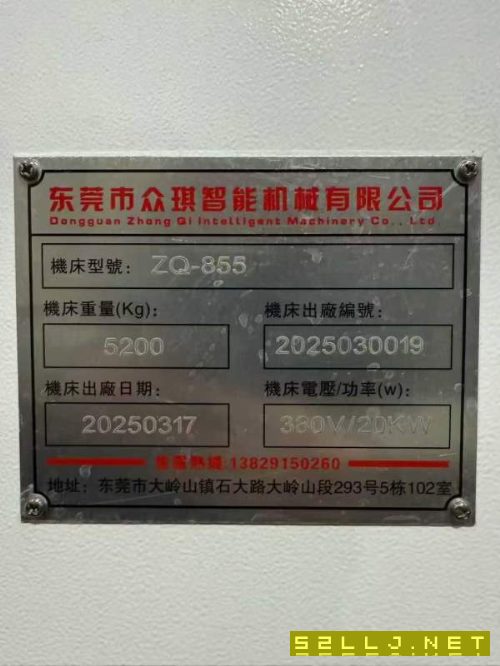 东莞市众琪智能机械有限公司
Dongguan Zhong Qi Intelligent Machinery Co., Ltd
機床型號: ZQ-855
機床重量(Kg): 機床出廠編號:
5200 2025030019
機床出廠日期: 機床電壓/功率(w):
20250317 380V/20KW
售服熱线:13829150260
地址: 东莞市大岭山镇石大路大岭山段293号5栋102室
52LLJ.NET